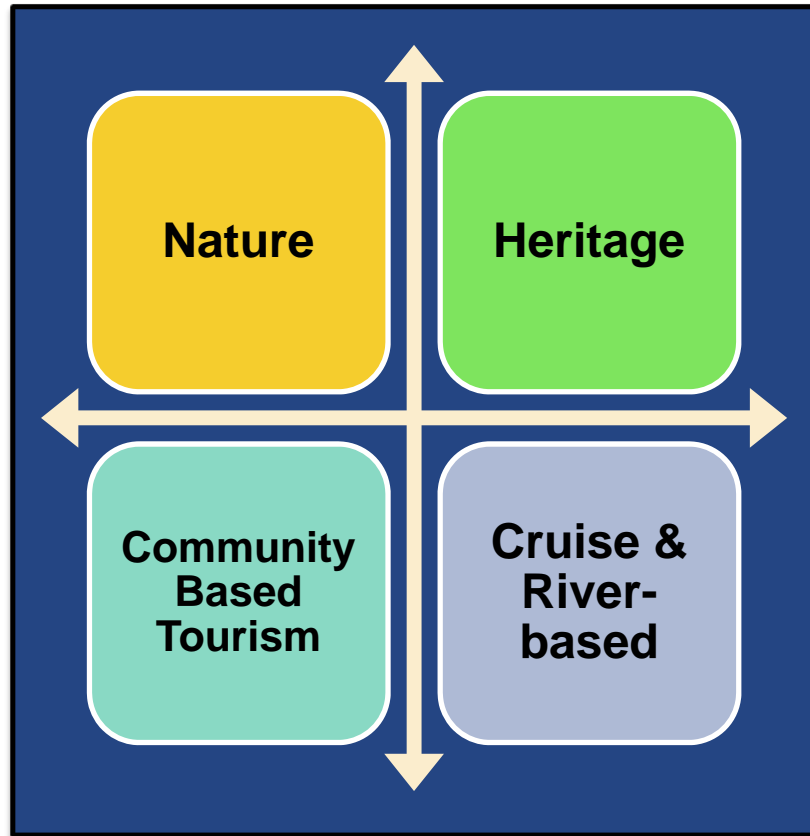 Nature
Heritage
Community
Based
Tourism
Cruise &
River-
based